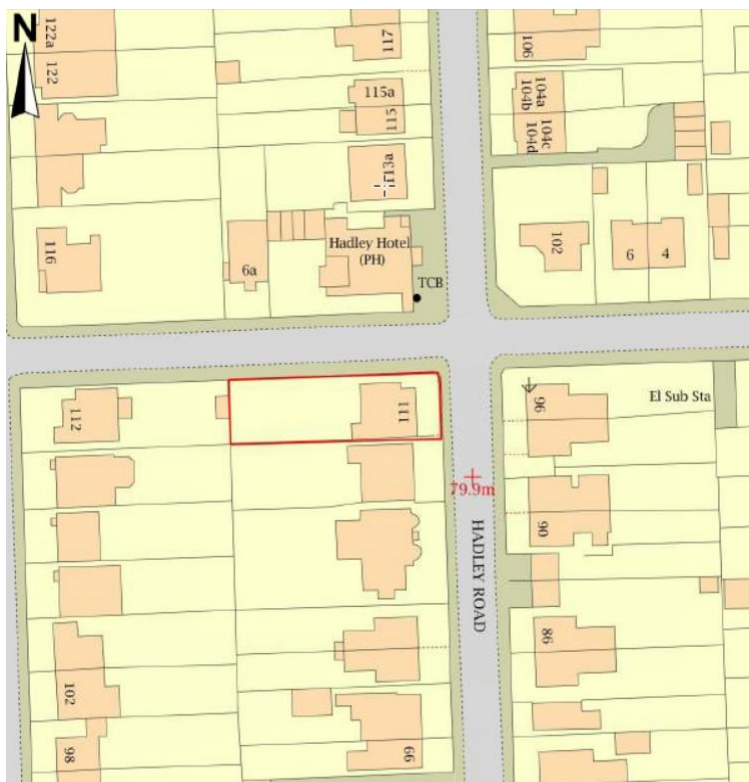 N
122a
122
117
115a
115
113a
106
104a
104b
104c
104d
116
6a
Hadley Hotel
(PH)
TCB
102
6
4
112
111
96
El Sub Sta
79.9m
HADLEY ROAD
90
86
102
98
99